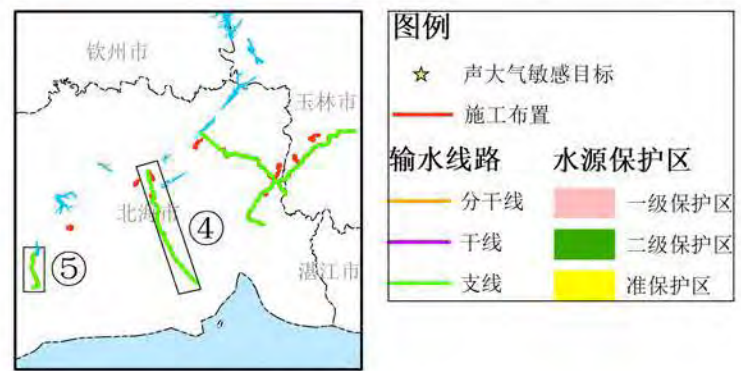 钦州市
玉林市
北海市
④
⑤
湛江市
图例
声大气敏感目标
施工布置
输水线路 水源保护区
分干线 一级保护区
干线 二级保护区
支线 准保护区